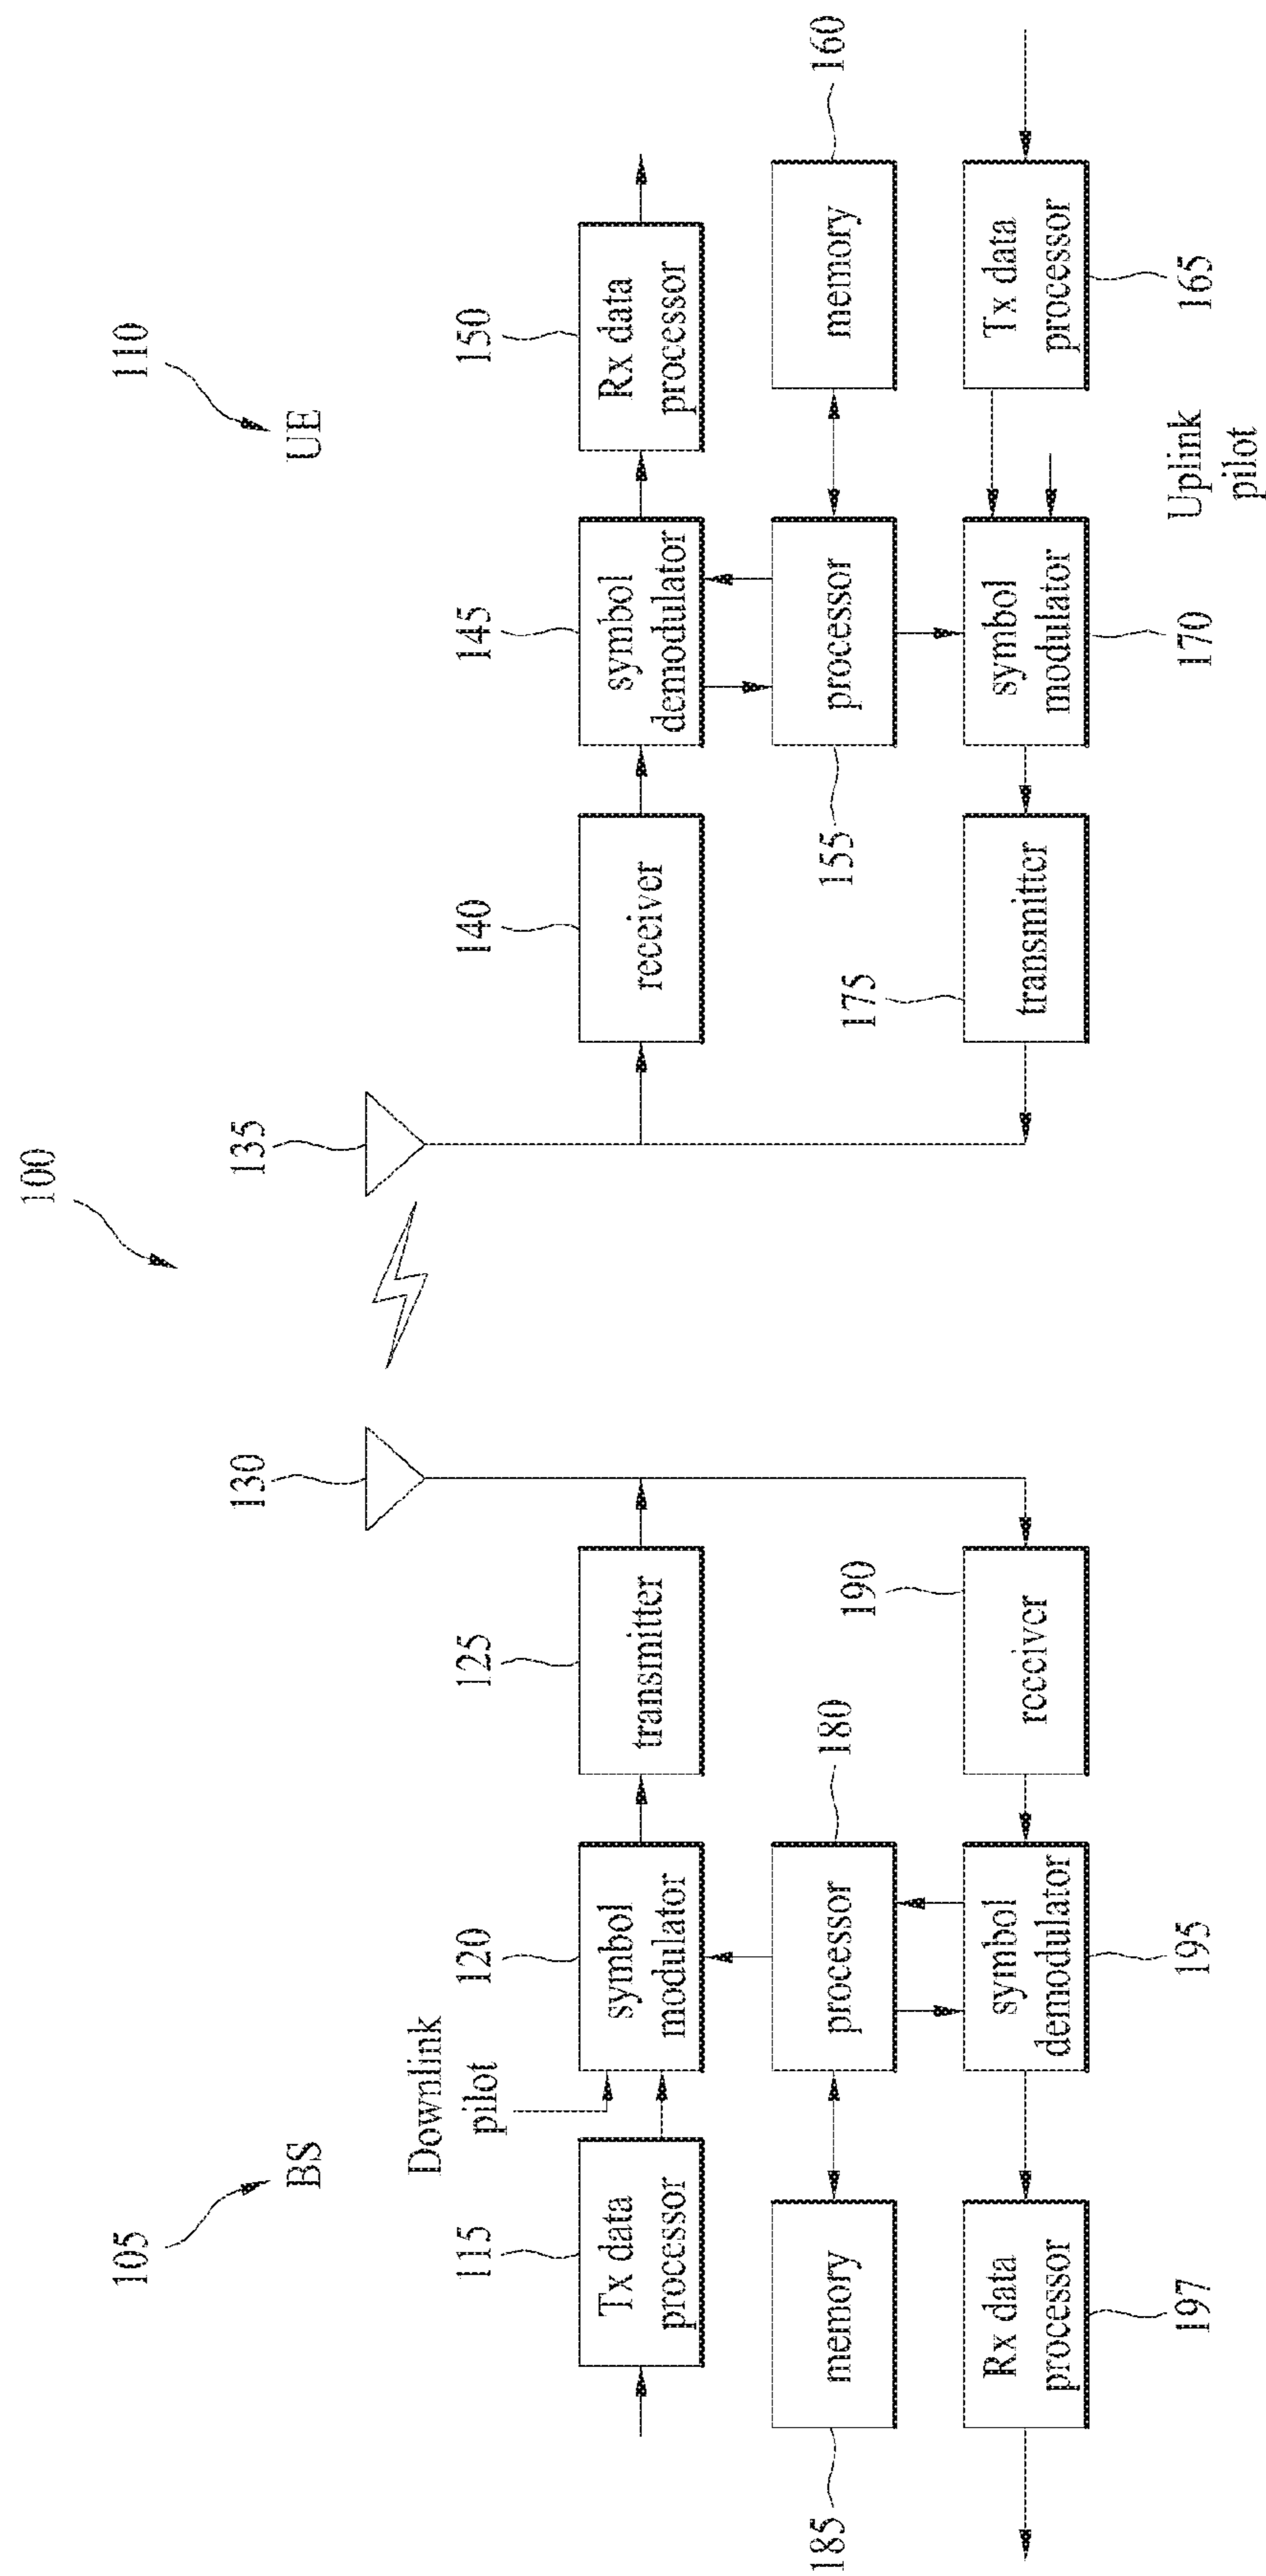 100
105
BS
110
UE
115
Tx data
processor
Downlink
pilot
120
symbol
modulator
125
transmitter
130
135
140
receiver
145
symbol
demodulator
150
Rx data
processor
185
memory
180
processor
155
processor
160
memory
197
Rx data
processor
195
symbol
demodulator
190
receiver
175
transmitter
170
symbol
modulator
Uplink
pilot
165
Tx data
processor